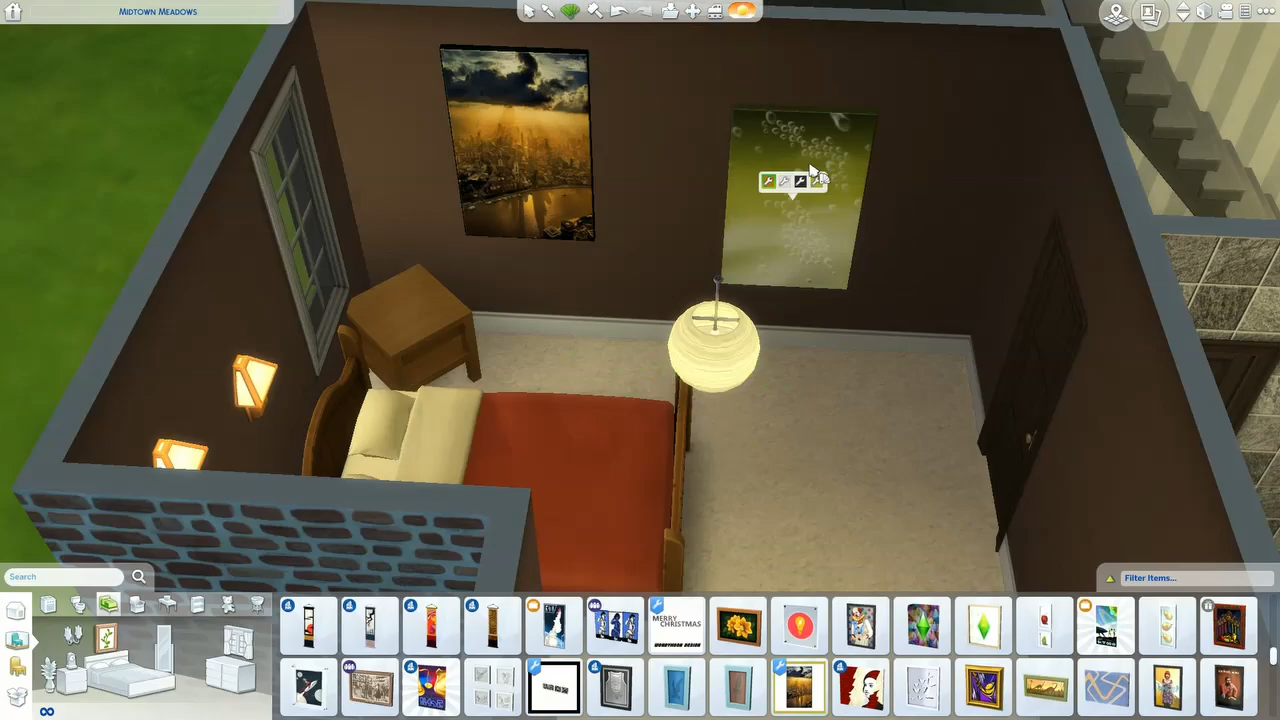 Midtown Meadows
Search
Filter Items...
MERRY
CHRISTMAS